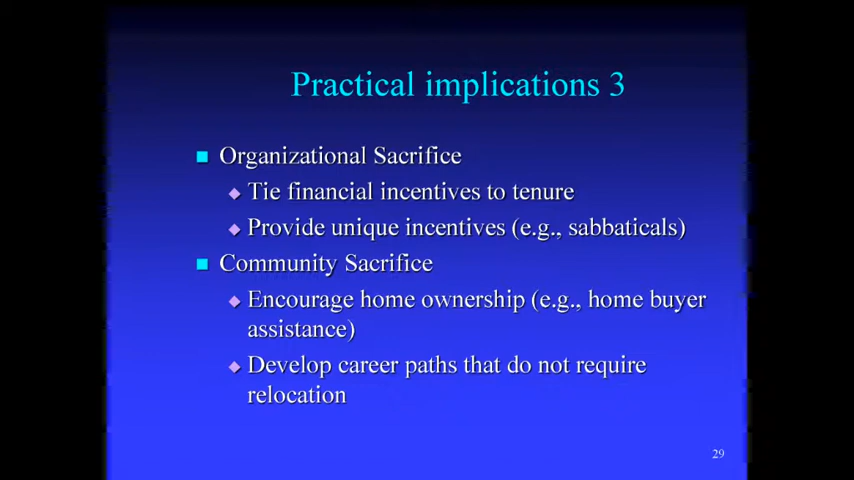 Practical implications 3
Organizational Sacrifice
Tie financial incentives to tenure
Provide unique incentives (e.g., sabbaticals)
Community Sacrifice
Encourage home ownership (e.g., home buyer
assistance)
Develop career paths that do not require
relocation
29